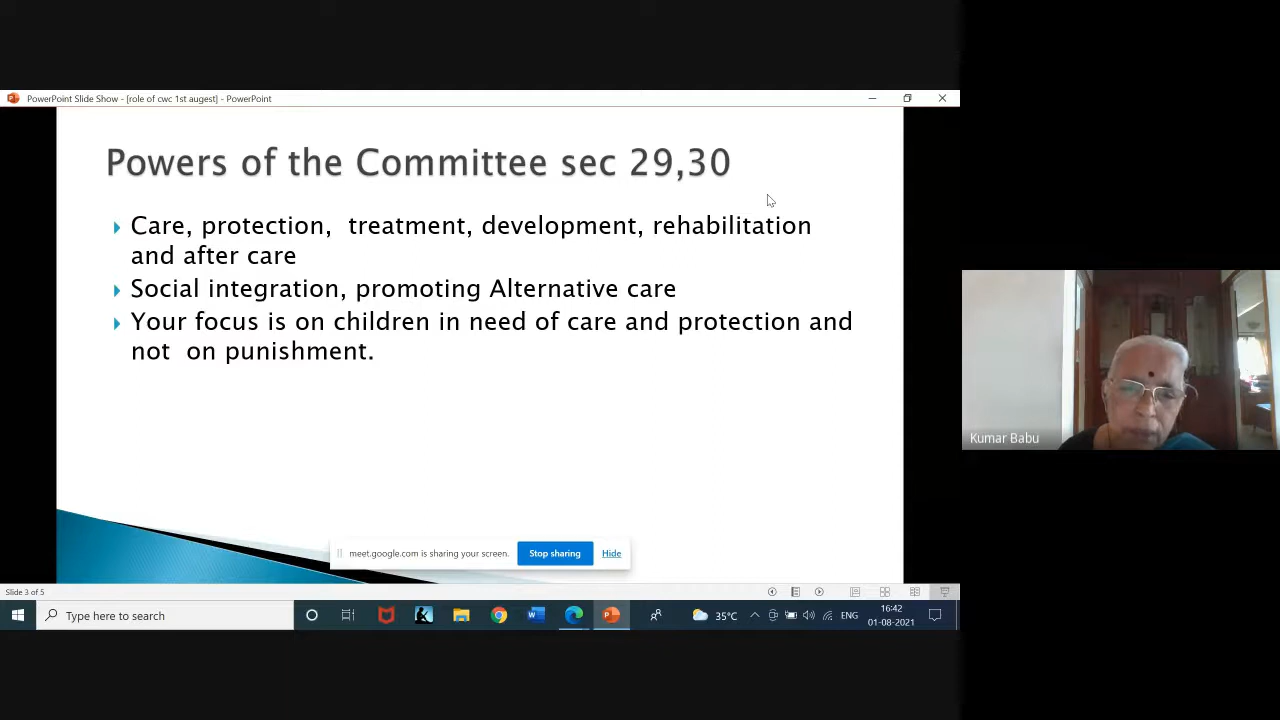 PowerPoint Slide Show - [role of cwc 1st augest] - PowerPoint
Powers of the Committee sec 29,30
Care, protection, treatment, development, rehabilitation
and after care
Social integration, promoting Alternative care
Your focus is on children in need of care and protection and
not on punishment.
Kumar Babu
meet.google.com is sharing your screen.
Stop sharing
Hide
Slide 3 of 5
Type here to search
35°C
ENG
16:42
01-08-2021